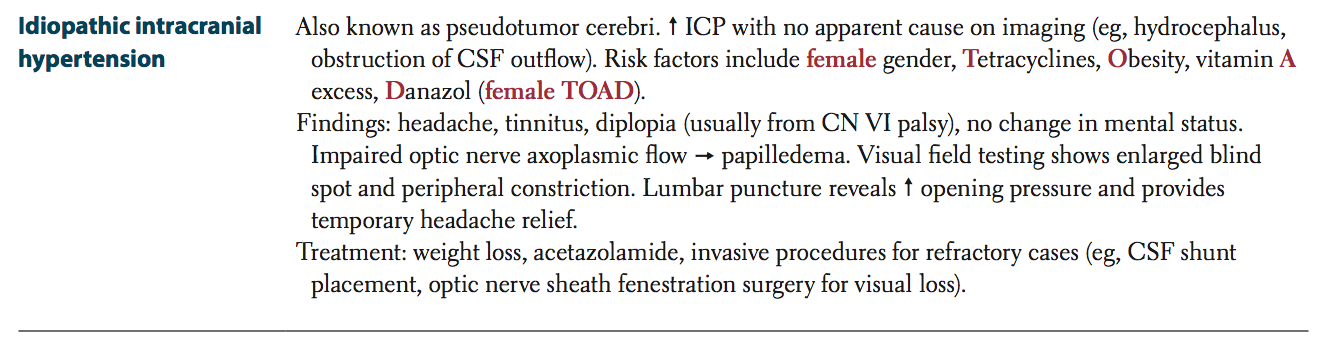 Idiopathic intracranial
hypertension
Also known as pseudotumor cerebri. ↑ ICP with no apparent cause on imaging (eg, hydrocephalus,
obstruction of CSF outflow). Risk factors include female gender, Tetracyclines, Obesity, vitamin A
excess, Danazol (female TOAD).
Findings: headache, tinnitus, diplopia (usually from CN VI palsy), no change in mental status.
Impaired optic nerve axoplasmic flow → papilledema. Visual field testing shows enlarged blind
spot and peripheral constriction. Lumbar puncture reveals ↑ opening pressure and provides
temporary headache relief.
Treatment: weight loss, acetazolamide, invasive procedures for refractory cases (eg, CSF shunt
placement, optic nerve sheath fenestration surgery for visual loss).